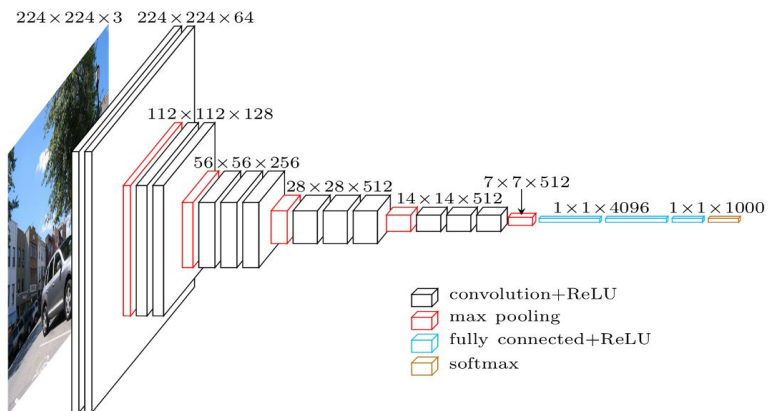 224×224×3
224×224×64
112×112×128
56×56×256
28×28×512
14×14×512
7×7×512
1×1×4096
1×1×1000
convolution+ReLU
max pooling
fully connected+ReLU
softmax